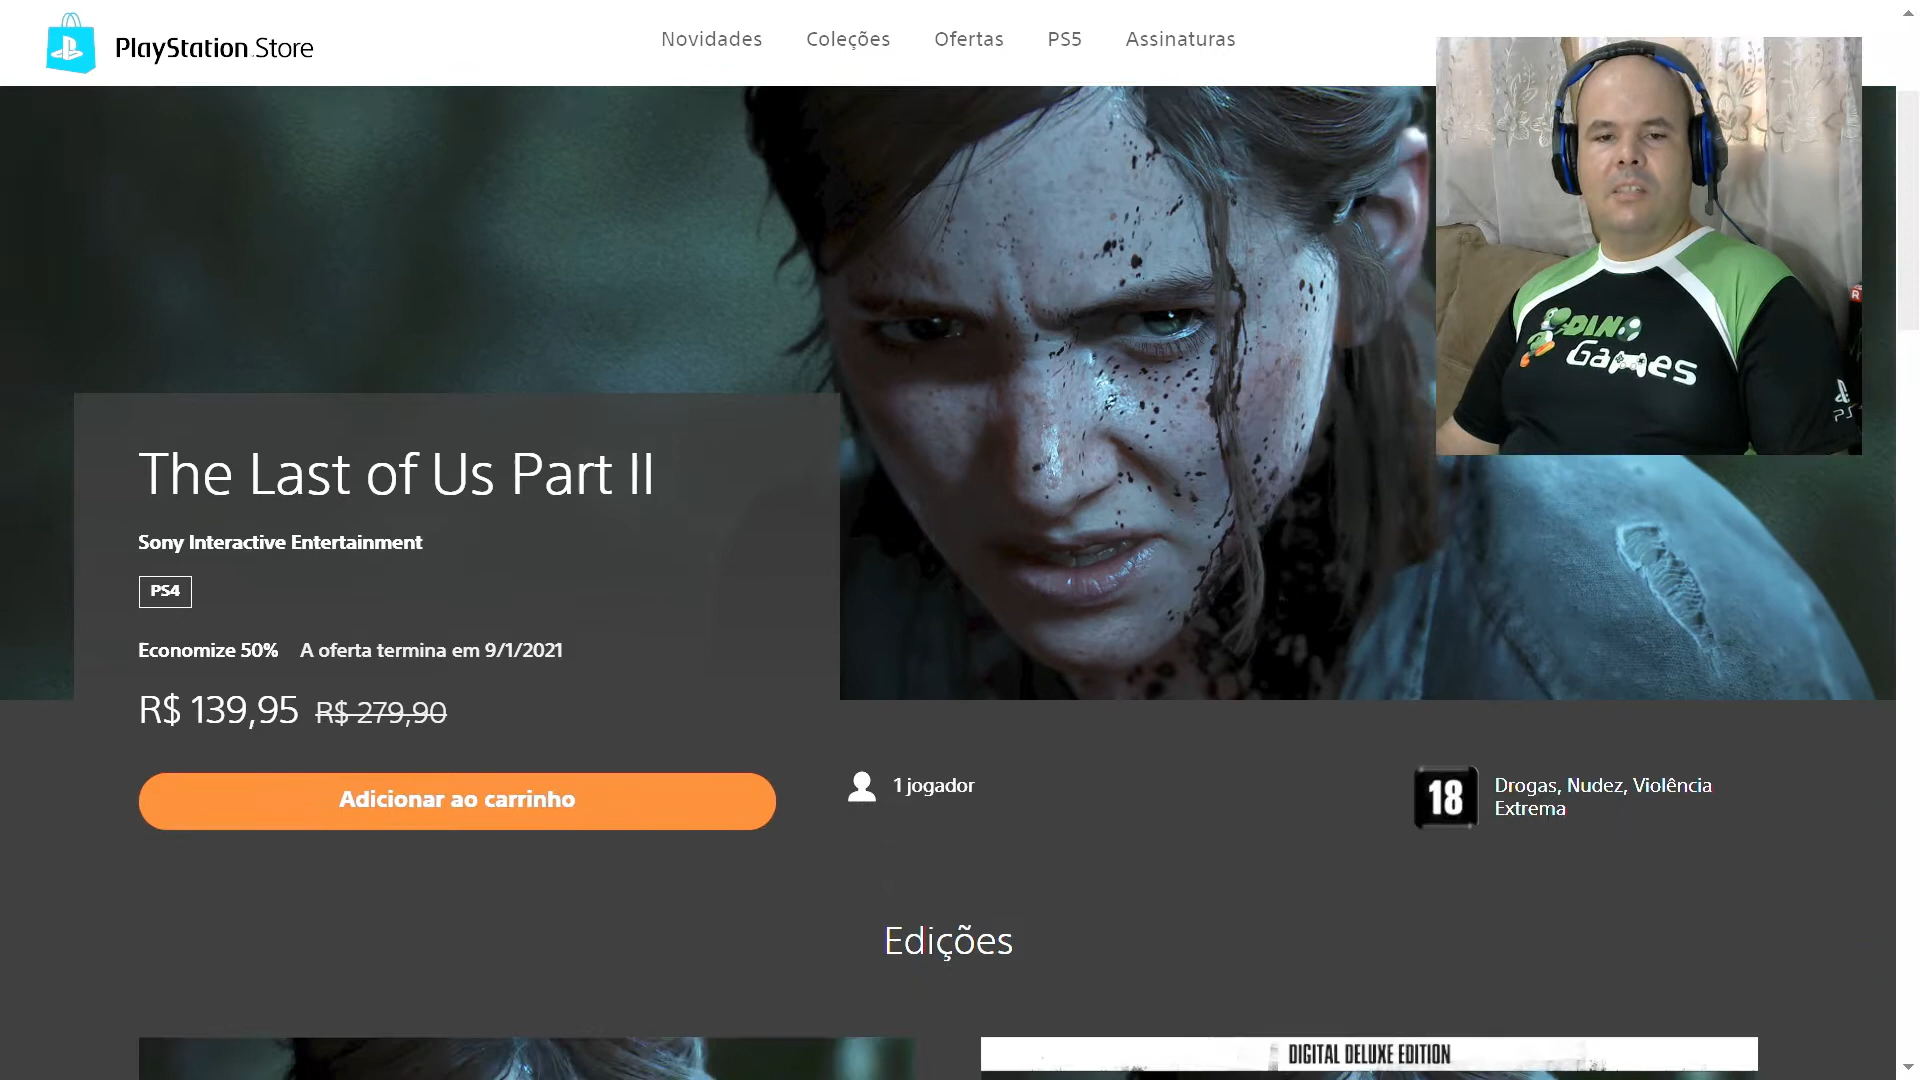 PlayStation Store
Novidades
Coleções
Ofertas
PS5
Assinaturas
DINO
GAMES
The Last of Us Part II
Sony Interactive Entertainment
PS4
Economize 50% A oferta termina em 9/1/2021
R$ 139,95 R$ 279,90
Adicionar ao carrinho
1 jogador
18
Drogas, Nudez, Violência
Extrema
Edições
DIGITAL DELUXE EDITION